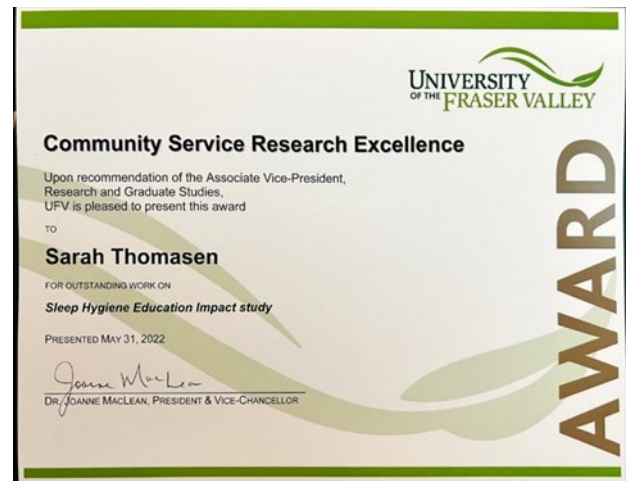 UNIVERSITY
OF THE FRASER VALLEY
Community Service Research Excellence
Upon recommendation of the Associate Vice-President,
Research and Graduate Studies,
UFV is pleased to present this award
TO
Sarah Thomasen
FOR OUTSTANDING WORK ON
Sleep Hygiene Education Impact study
PRESENTED MAY 31, 2022
Joanne MacLean
DR. JOANNE MACLEAN, PRESIDENT & VICE-CHANCELLOR
AWARD